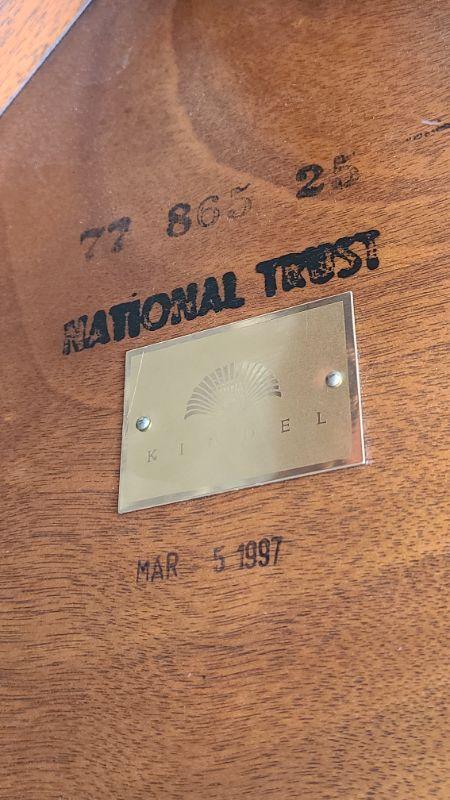 77 865 25
NATIONAL TRUST
KINDEL
MAR 5 1997